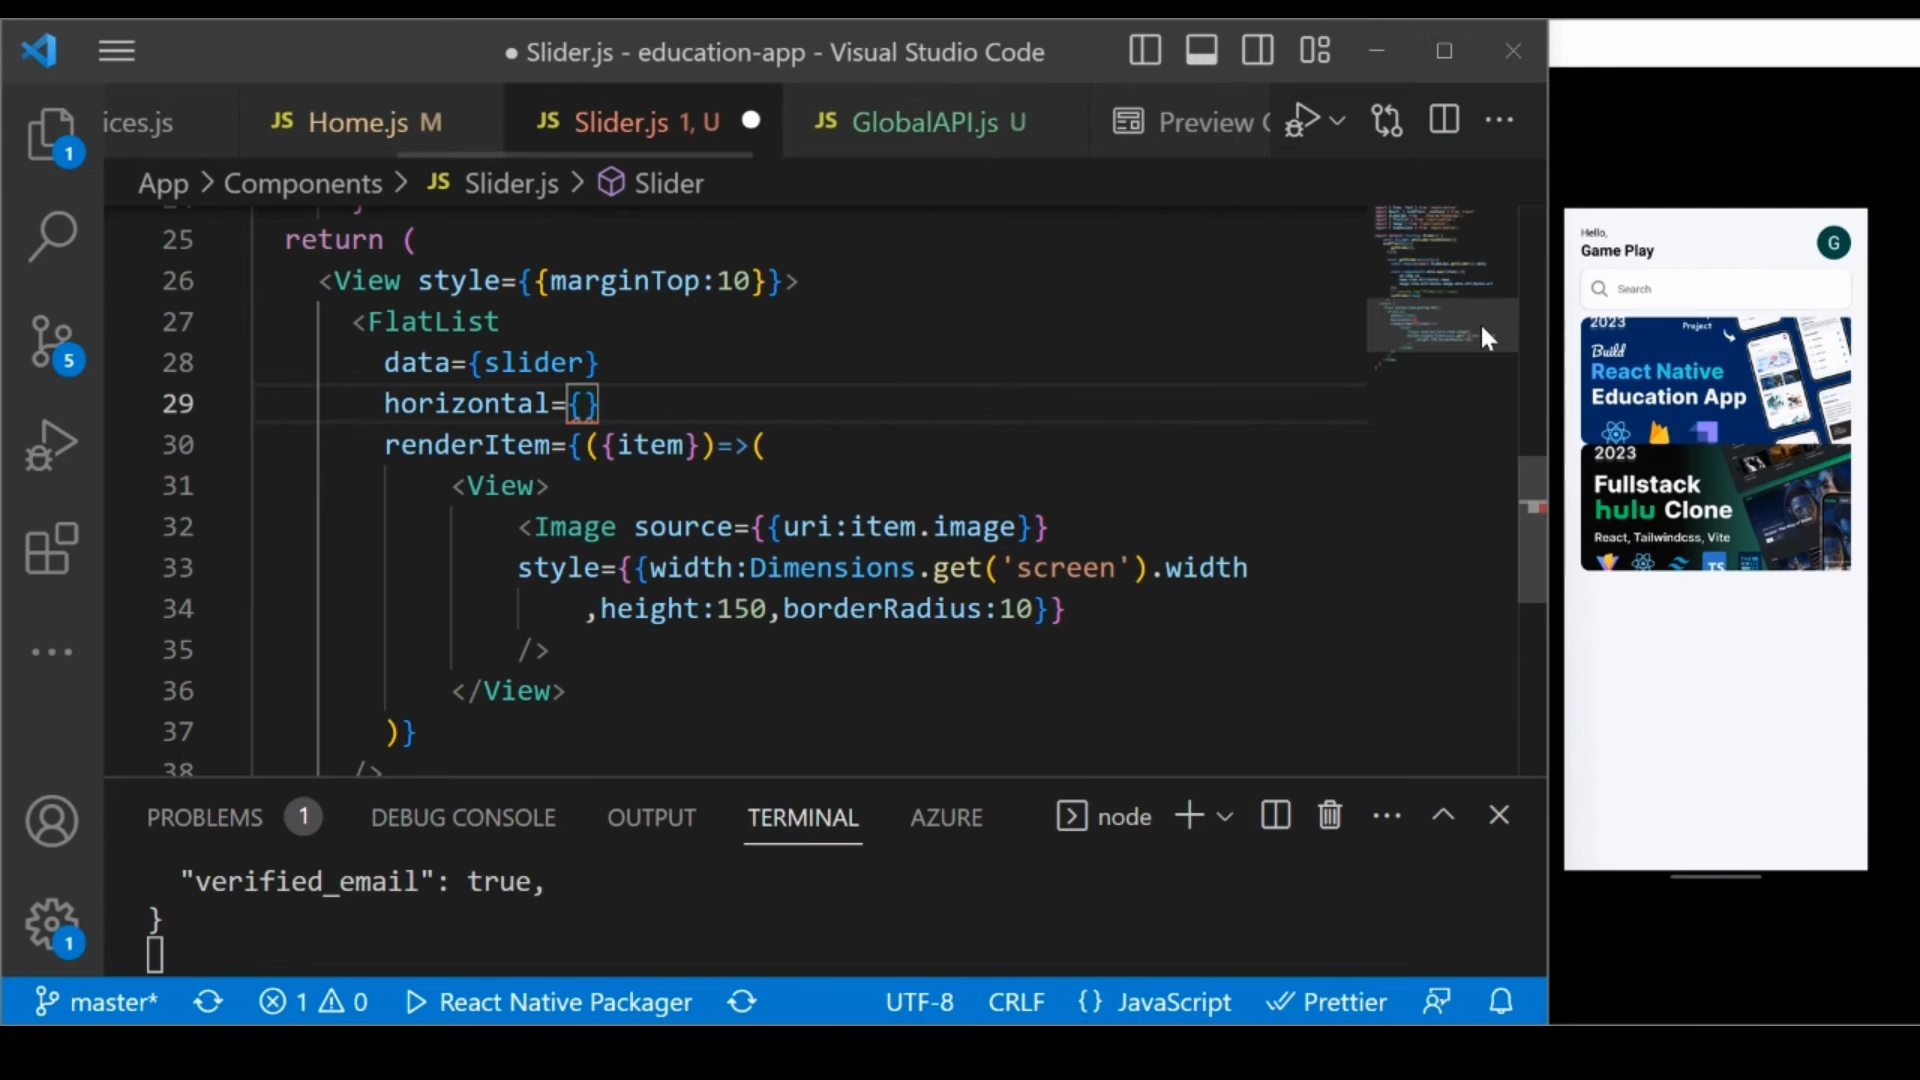 ● Slider.js - education-app - Visual Studio Code
ices.js
JS Home.js M
JS Slider.js 1, U
JS GlobalAPI.js U
Preview
App > Components > JS Slider.js > Slider
25 return (
26 <View style={{marginTop:10}}>
27 <FlatList
28 data={slider}
29 horizontal={}
30 renderItem={({item})=>(
31 <View>
32 <Image source={{uri:item.image}}
33 style={{width:Dimensions.get('screen').width
34 ,height:150,borderRadius:10}}
35 />
36 </View>
37 )}
38 />
1
5
1
PROBLEMS 1 DEBUG CONSOLE OUTPUT TERMINAL AZURE node
"verified_email": true,
}
master* 1 0 React Native Packager UTF-8 CRLF {} JavaScript Prettier
Hello,
Game Play
G
Search
2023
Project
Build
React Native
Education App
2023
Fullstack
hulu Clone
React, Tailwindcss, Vite
TS